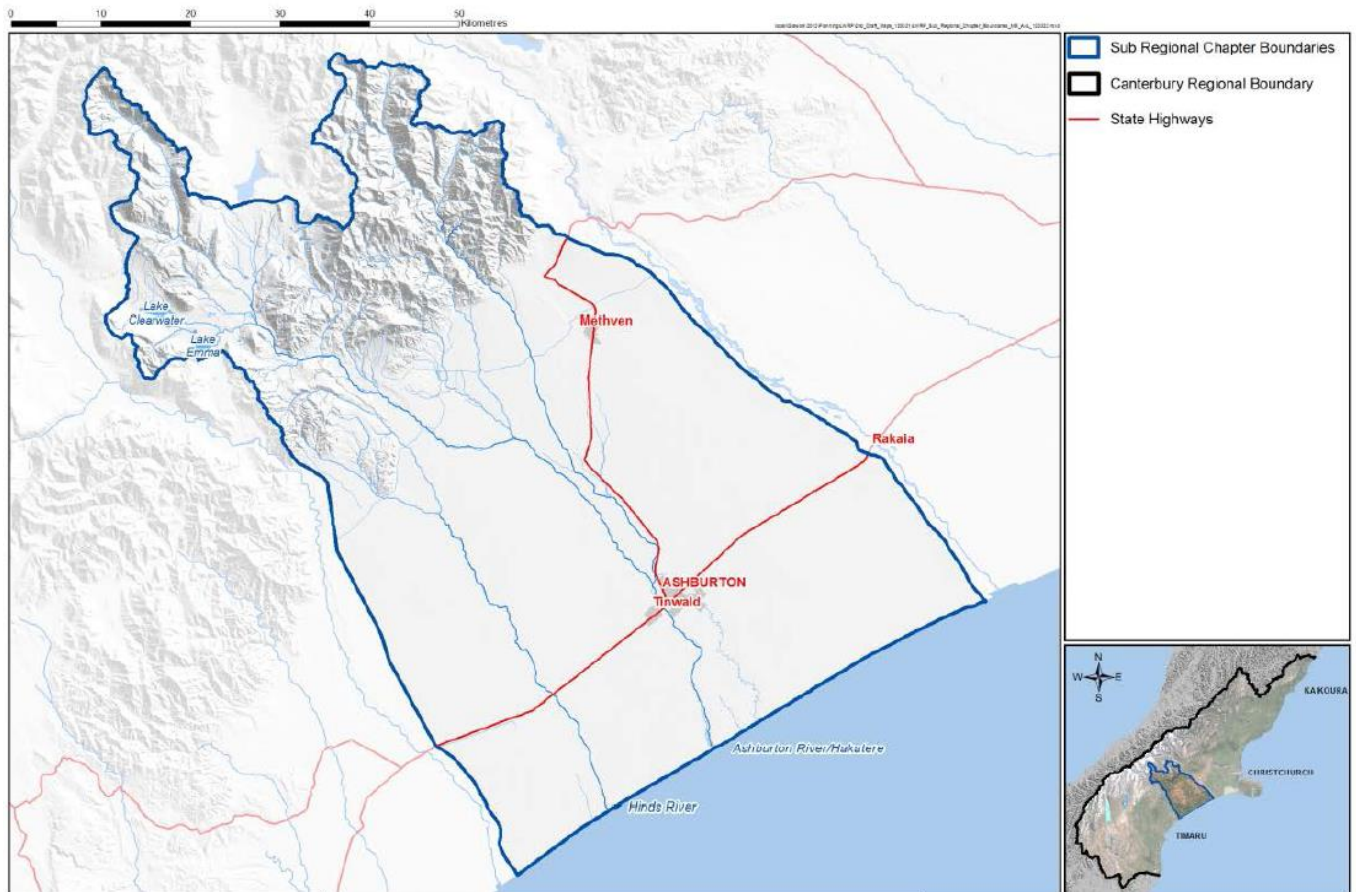 0 10 20 30 40 50
Kilometres
Sub Regional Chapter Boundaries
Canterbury Regional Boundary
State Highways
Lake
Clearwater
Lake
Emma
Methven
Rakaia
ASHBURTON
Tinwald
Ashburton River/Hakatere
Hinds River
N
W E
S
KAIKOURA
CHRISTCHURCH
TIMARU